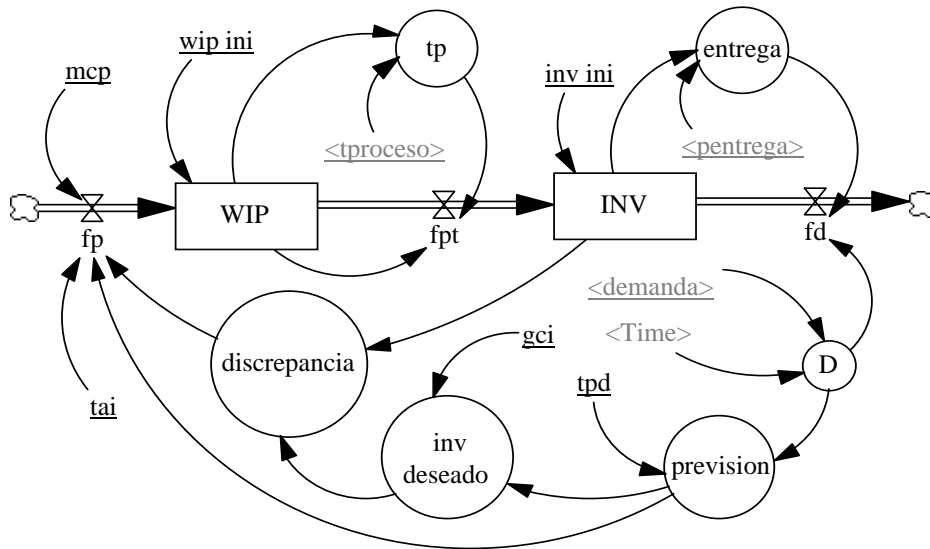 tp
entrega
wip ini
mcp
inv ini
<tproceso>
<pentrega>
WIP
INV
fp
fpt
fd
<demanda>
<Time>
gci
discrepancia
D
tpd
tai
inv
deseado
prevision